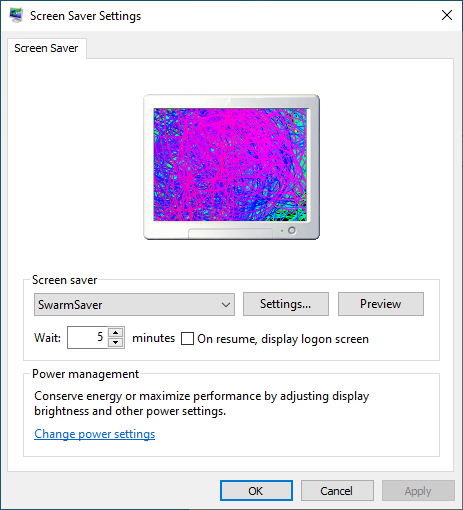 Screen Saver Settings
Screen Saver
Screen saver
SwarmSaver
Settings...
Preview
Wait: 5 minutes On resume, display logon screen
Power management
Conserve energy or maximize performance by adjusting display
brightness and other power settings.
Change power settings
OK
Cancel
Apply